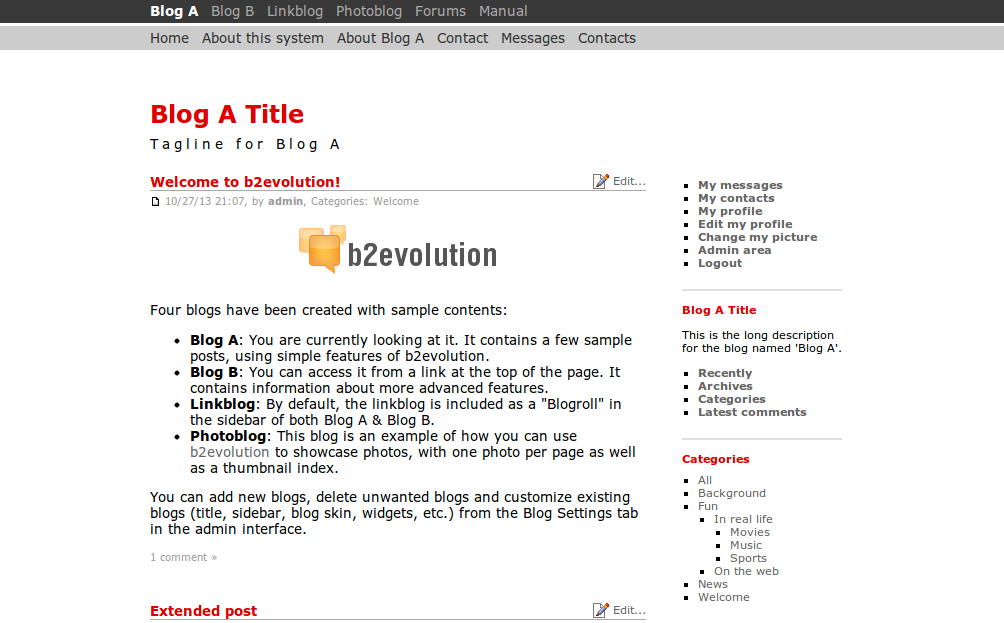 Blog A Blog B Linkblog Photoblog Forums Manual
Home About this system About Blog A Contact Messages Contacts
Blog A Title
Tagline for Blog A
Welcome to b2evolution!
Edit...
10/27/13 21:07, by admin, Categories: Welcome
b2evolution
Four blogs have been created with sample contents:
Blog A: You are currently looking at it. It contains a few sample
posts, using simple features of b2evolution.
Blog B: You can access it from a link at the top of the page. It
contains information about more advanced features.
Linkblog: By default, the linkblog is included as a "Blogroll" in
the sidebar of both Blog A & Blog B.
Photoblog: This blog is an example of how you can use
b2evolution to showcase photos, with one photo per page as well
as a thumbnail index.
You can add new blogs, delete unwanted blogs and customize existing
blogs (title, sidebar, blog skin, widgets, etc.) from the Blog Settings tab
in the admin interface.
1 comment »
Extended post
Edit...
My messages
My contacts
My profile
Edit my profile
Change my picture
Admin area
Logout
Blog A Title
This is the long description
for the blog named 'Blog A'.
Recently
Archives
Categories
Latest comments
Categories
All
Background
Fun
In real life
Movies
Music
Sports
On the web
News
Welcome